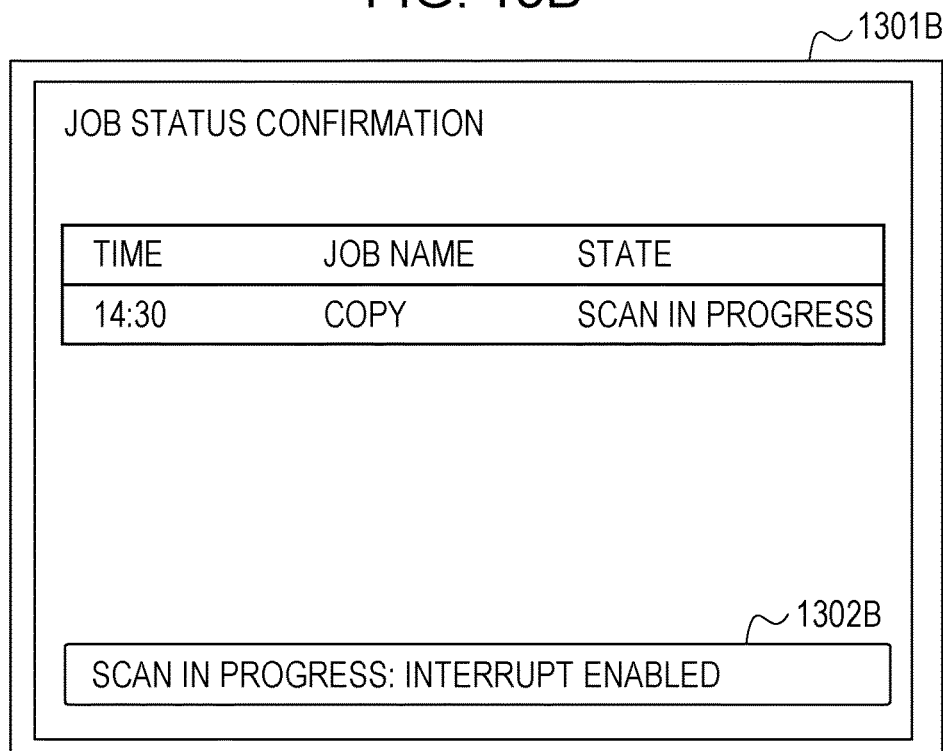 1301B
JOB STATUS CONFIRMATION
TIME JOB NAME STATE
14:30 COPY SCAN IN PROGRESS
1302B
SCAN IN PROGRESS: INTERRUPT ENABLED